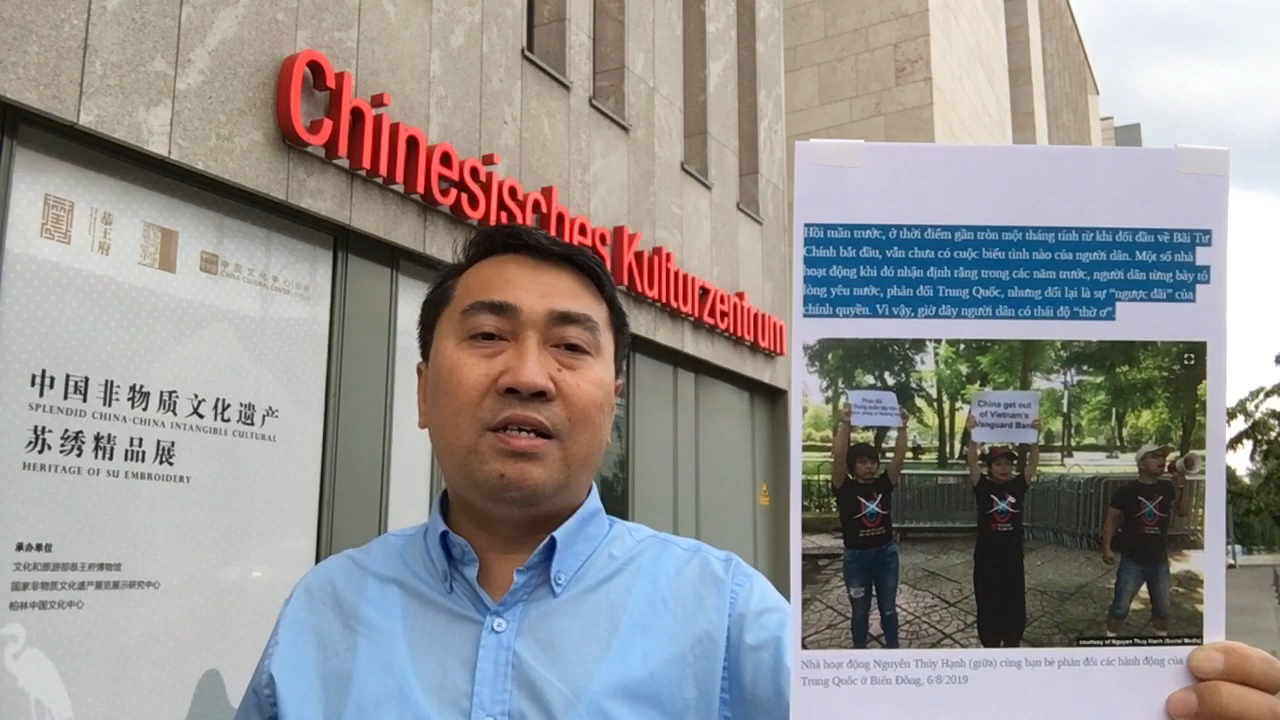 Chinesisches Kulturzentrum
恭王府
中国文化中心
CHINA CULTURAL CENTER
中国非物质文化遗产
SPLENDID CHINA·CHINA INTANGIBLE CULTURAL
苏绣精品展
HERITAGE OF SU EMBROIDERY
承办单位
文化和旅游部恭王府博物馆
国家非物质文化遗产展览展示研究中心
柏林中国文化中心
Hồi tuần trước, ở thời điểm gần tròn một tháng tính từ khi đối đầu về Bãi Tư
Chính bắt đầu, vẫn chưa có cuộc biểu tình nào của người dân. Một số nhà
hoạt động khi đó nhận định rằng trong các năm trước, người dân từng bày tỏ
lòng yêu nước, phản đối Trung Quốc, nhưng đổi lại là sự “ngược đãi” của
chính quyền. Vì vậy, giờ đây người dân có thái độ “thờ ơ”.
Phản đối
China get out
of Vietnam's
Vanguard Bank
courtesy of Nguyen Thuy Hanh (Social Media)
Nhà hoạt động Nguyễn Thúy Hạnh (giữa) cùng bạn bè phản đối các hành động của
Trung Quốc ở Biển Đông, 6/8/2019